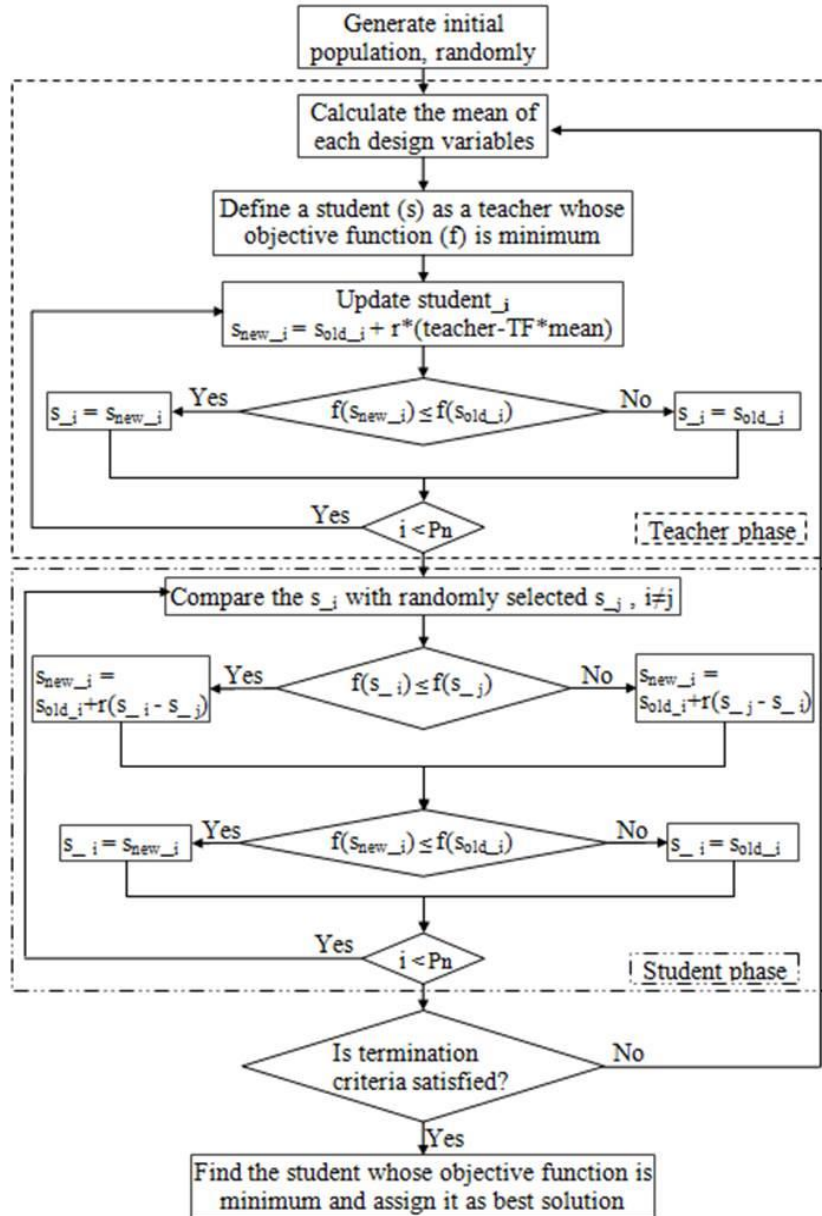 Generate initial
population, randomly
Calculate the mean of
each design variables
Define a student (s) as a teacher whose
objective function (f) is minimum
Update student_i
s_new_i = s_old_i + r*(teacher-TF*mean)
Yes
No
s_i = s_new_i
f(s_new_i) ≤ f(s_old_i)
s_i = s_old_i
Yes
i < Pn
Teacher phase
Compare the s_i with randomly selected s_j , i≠j
s_new_i =
s_old_i+r(s_i - s_j)
Yes
f(s_i) ≤ f(s_j)
No
s_new_i =
s_old_i+r(s_j - s_i)
s_i = s_new_i
Yes
f(s_new_i) ≤ f(s_old_i)
No
s_i = s_old_i
Yes
i < Pn
Student phase
Is termination
criteria satisfied?
No
Yes
Find the student whose objective function is
minimum and assign it as best solution